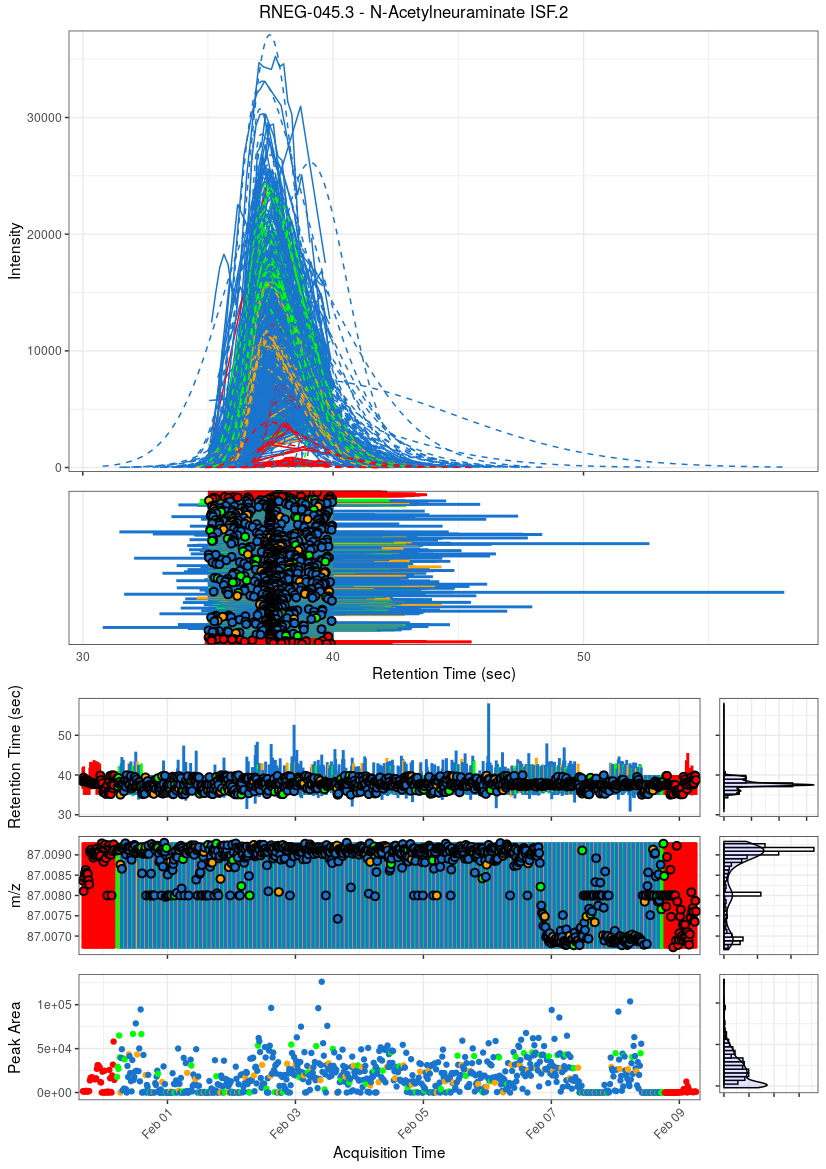 RNEG-045.3 - N-Acetylneuraminate ISF.2
30000
20000
10000
0
Intensity
30
40
50
Retention Time (sec)
50
40
30
Retention Time (sec)
87.0090
87.0085
87.0080
87.0075
87.0070
m/z
1e+05
5e+04
0e+00
Peak Area
Feb 01
Feb 03
Feb 05
Feb 07
Feb 09
Acquisition Time